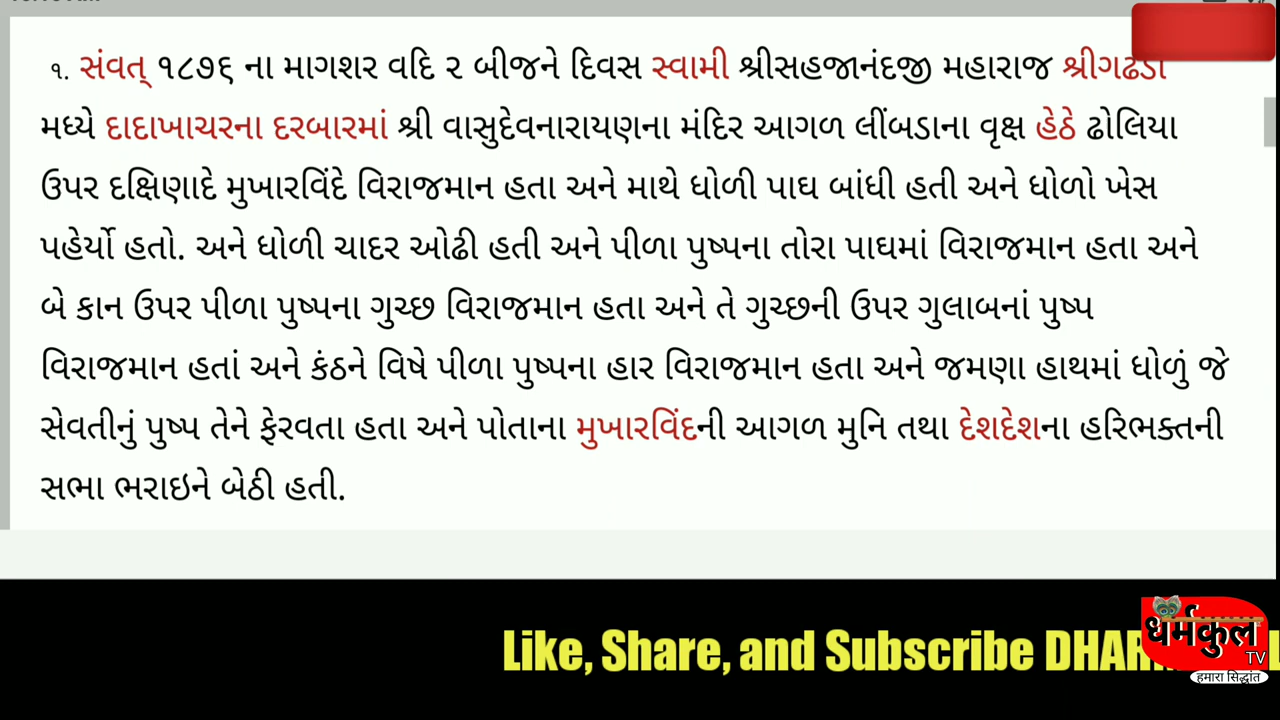 ૧. સંવત્ ૧૮૭૬ ના માગશર વદિ ૨ બીજને દિવસ સ્વામી શ્રીસહજાનંદજી મહારાજ શ્રીગઢડા
મધ્યે દાદાખાચરના દરબારમાં શ્રી વાસુદેવનારાયણના મંદિર આગળ લીંબડાના વૃક્ષ હેઠે ઢોલિયા
ઉપર દક્ષિણાદે મુખારવિંદે વિરાજમાન હતા અને માથે ધોળી પાઘ બાંધી હતી અને ધોળો ખેસ
પહેર્યો હતો. અને ધોળી ચાદર ઓઢી હતી અને પીળા પુષ્પના તોરા પાઘમાં વિરાજમાન હતા અને
બે કાન ઉપર પીળા પુષ્પના ગુચ્છ વિરાજમાન હતા અને તે ગુચ્છની ઉપર ગુલાબનાં પુષ્પ
વિરાજમાન હતાં અને કંઠને વિષે પીળા પુષ્પના હાર વિરાજમાન હતા અને જમણા હાથમાં ધોળું જે
સેવતીનું પુષ્પ તેને ફેરવતા હતા અને પોતાના મુખારવિંદની આગળ મુનિ તથા દેશદેશના હરિભક્તની
સભા ભરાઇને બેઠી હતી.
Like, Share, and Subscribe
धर्मकुल
TV
हमारा सिद्धांत